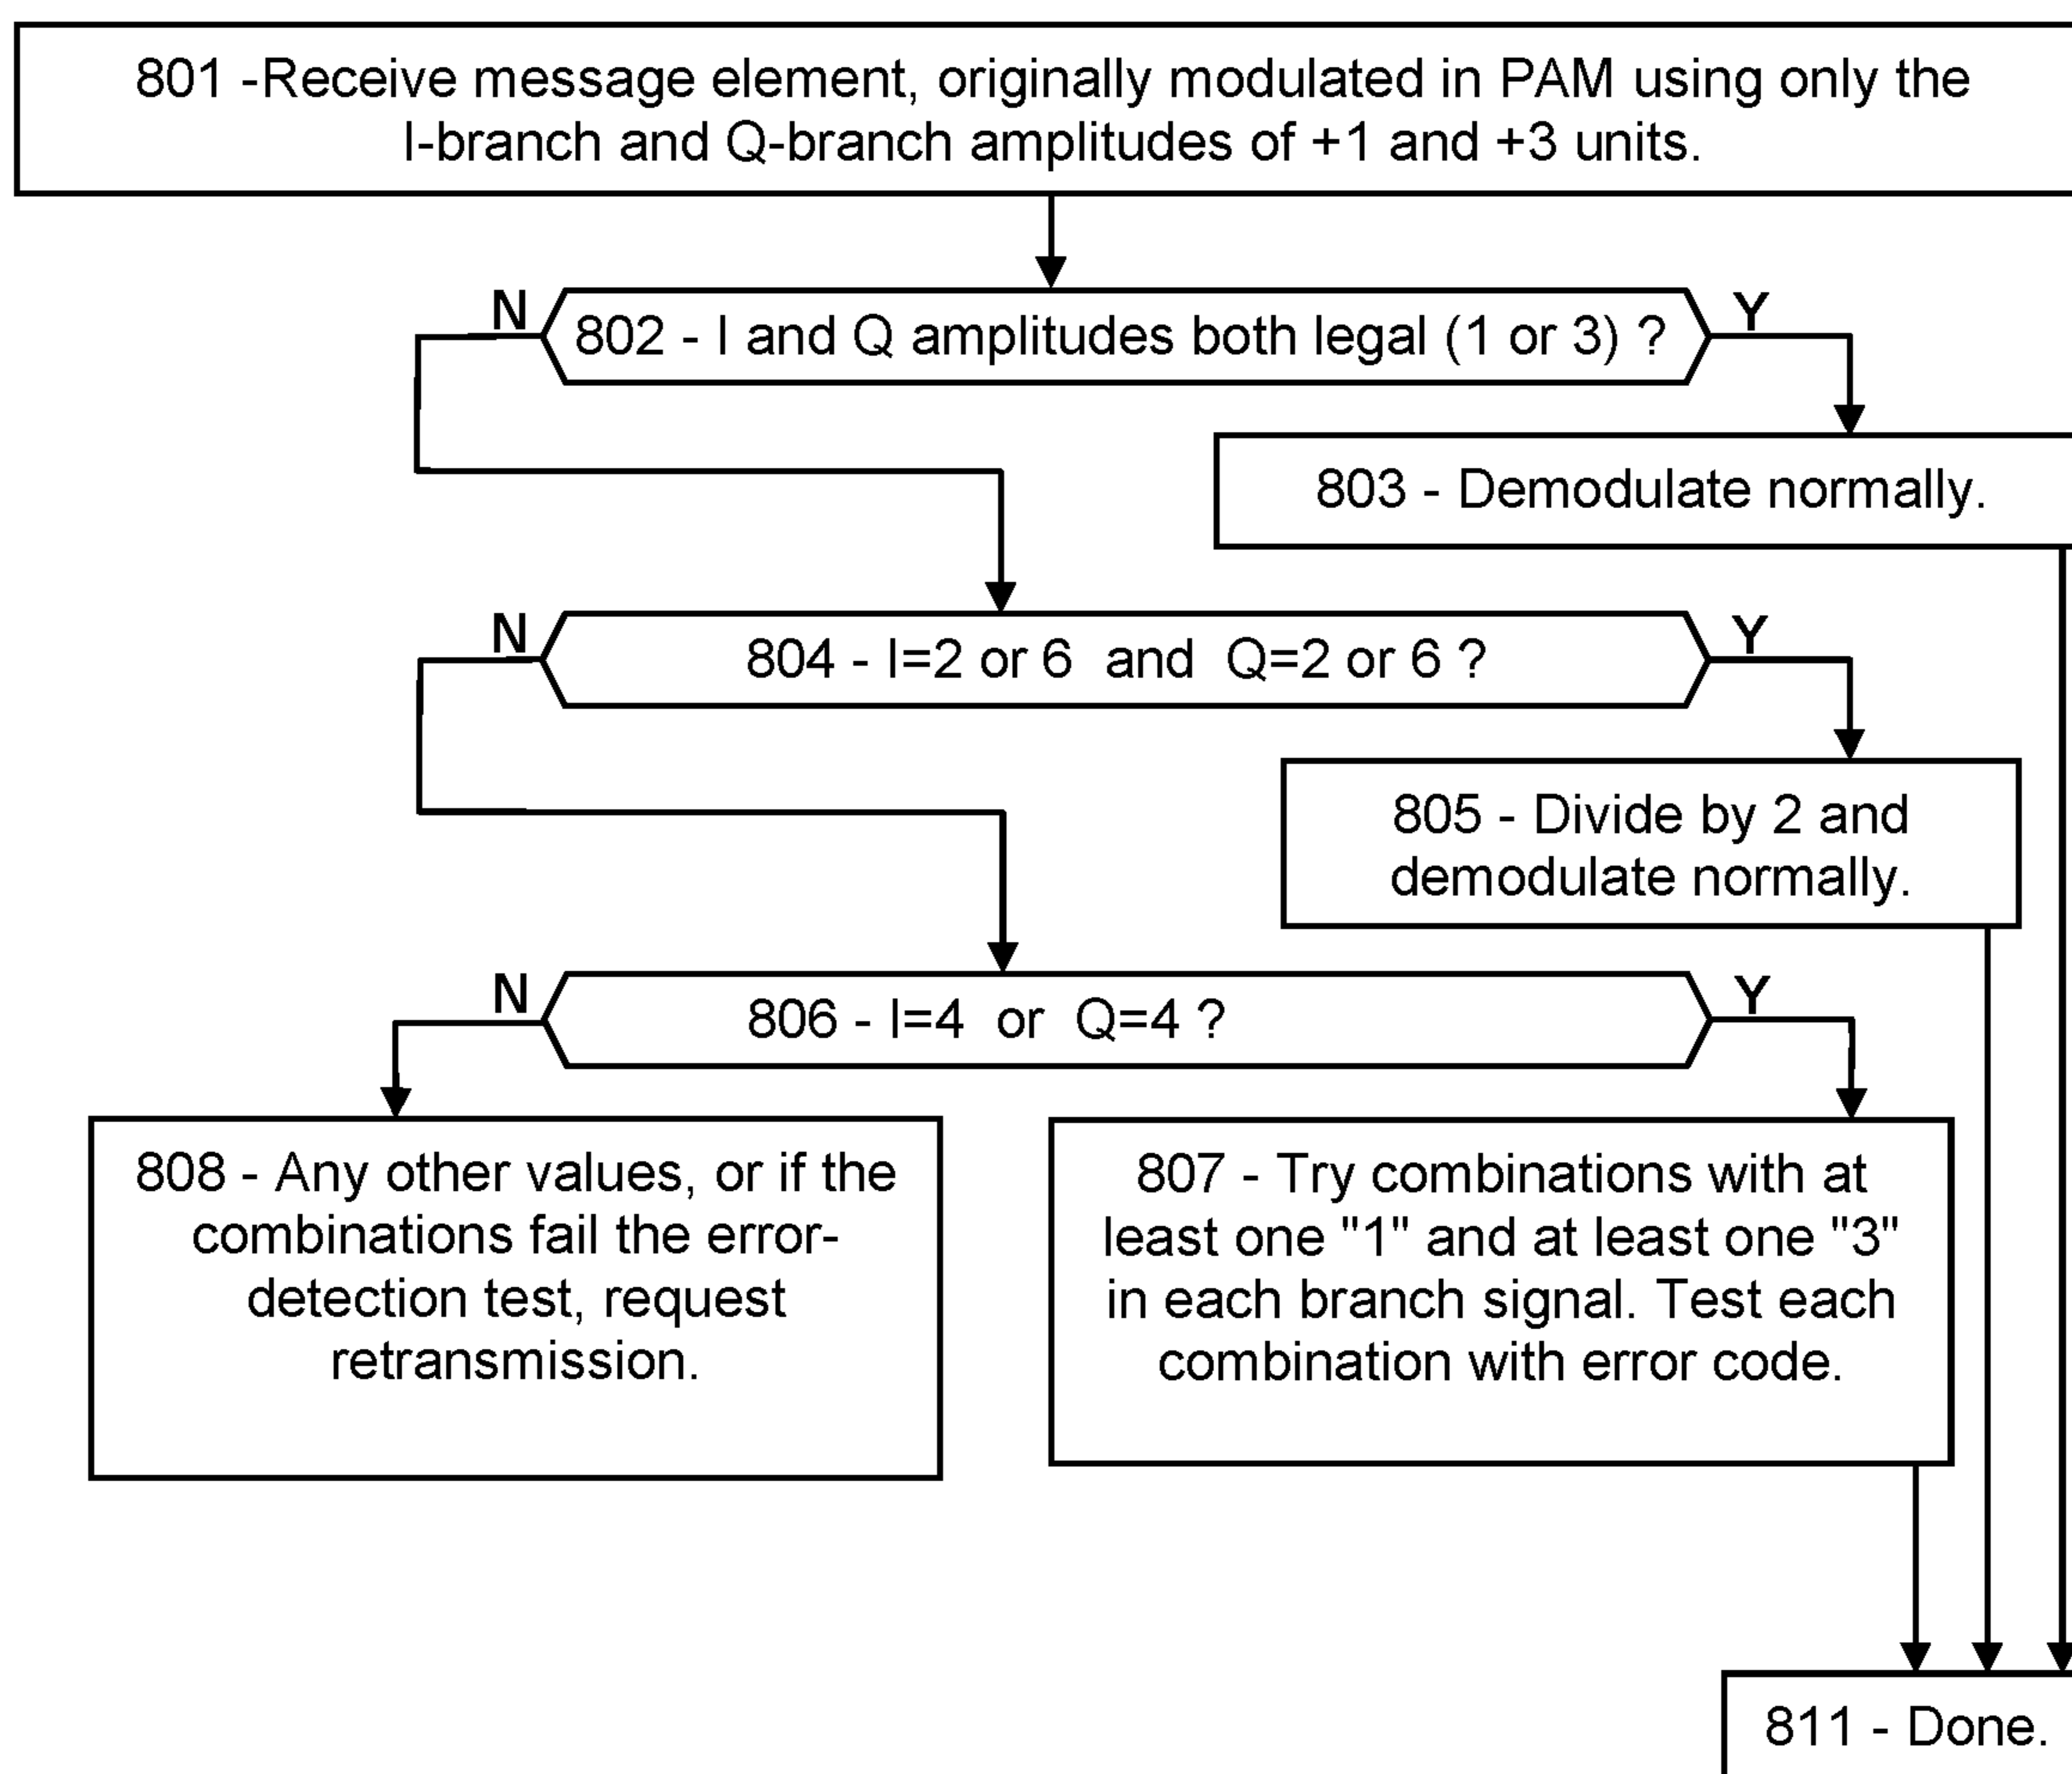 801 -Receive message element, originally modulated in PAM using only the
I-branch and Q-branch amplitudes of +1 and +3 units.
N
802 - I and Q amplitudes both legal (1 or 3) ?
Y
803 - Demodulate normally.
N
804 - I=2 or 6 and Q=2 or 6 ?
Y
805 - Divide by 2 and
demodulate normally.
N
806 - I=4 or Q=4 ?
Y
808 - Any other values, or if the
combinations fail the error-
detection test, request
retransmission.
807 - Try combinations with at
least one "1" and at least one "3"
in each branch signal. Test each
combination with error code.
811 - Done.